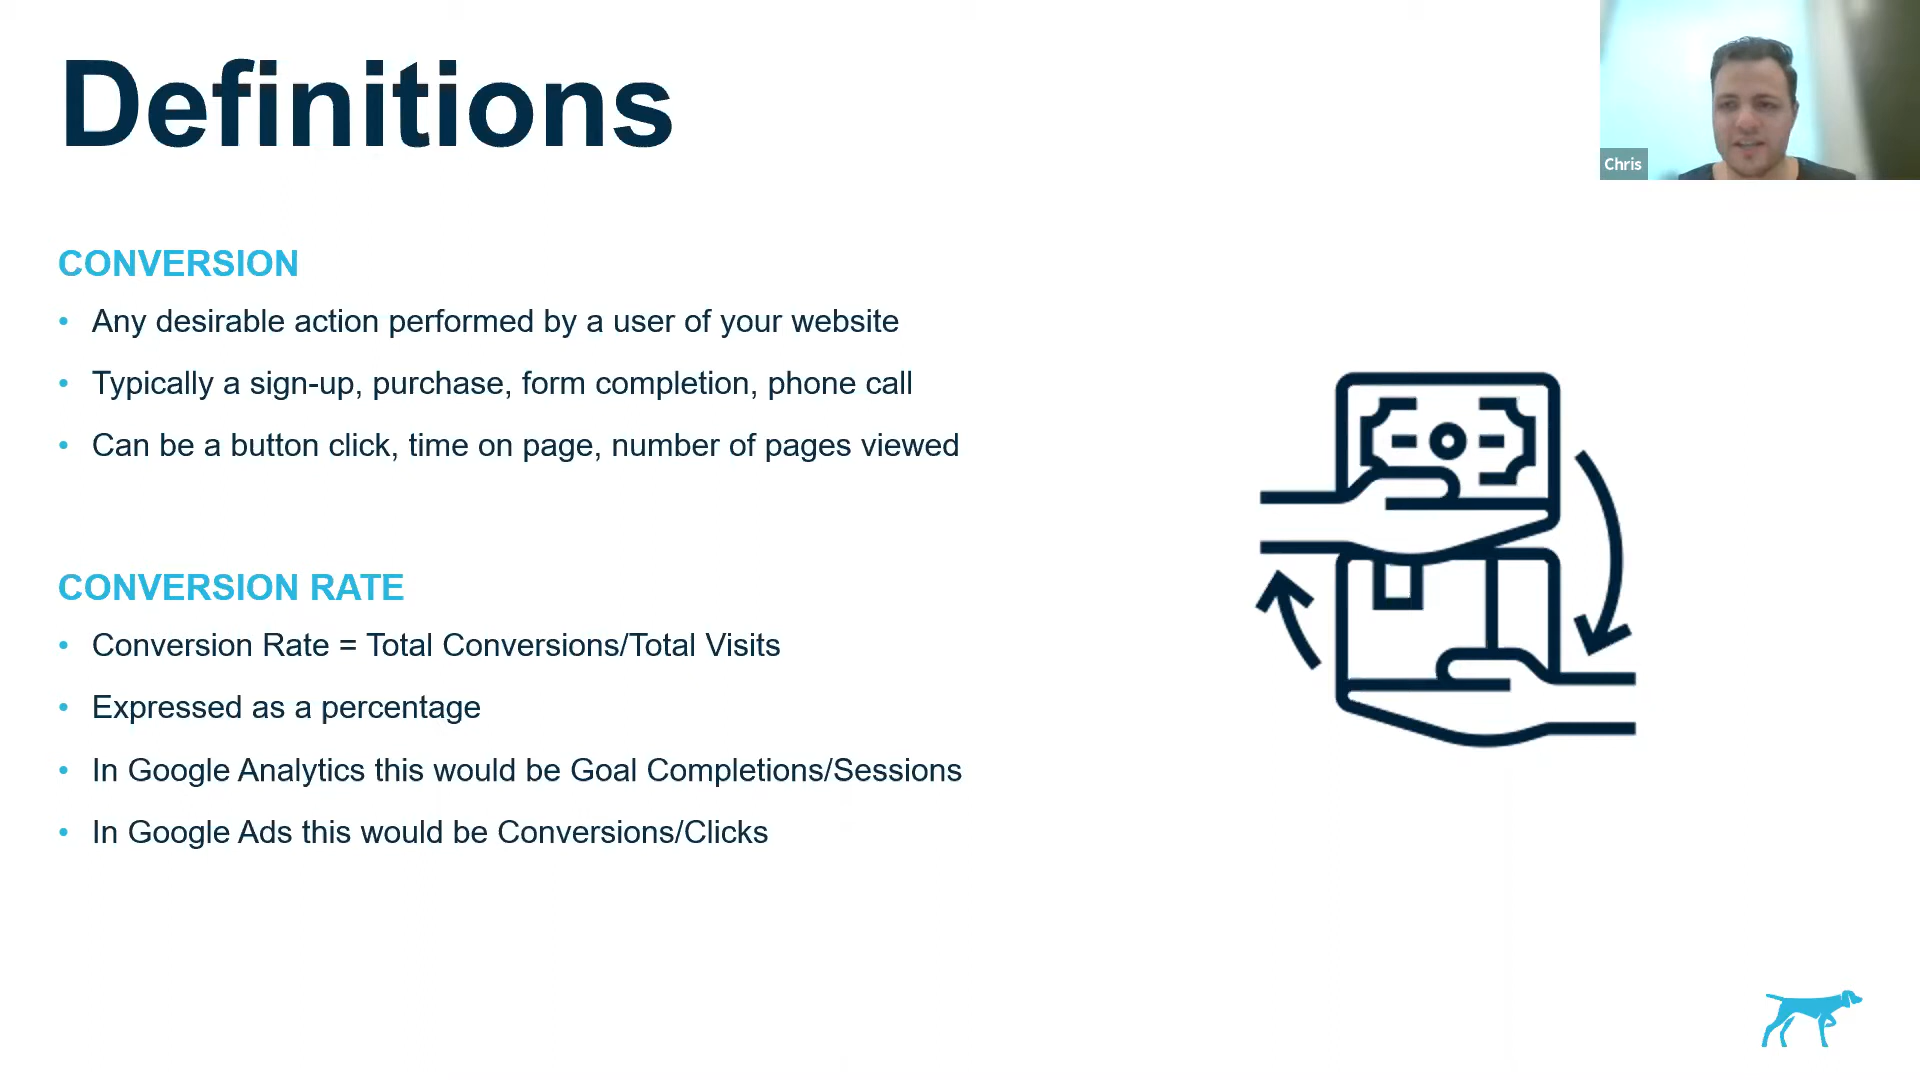 Definitions
Chris
CONVERSION
• Any desirable action performed by a user of your website
• Typically a sign-up, purchase, form completion, phone call
• Can be a button click, time on page, number of pages viewed
CONVERSION RATE
• Conversion Rate = Total Conversions/Total Visits
• Expressed as a percentage
• In Google Analytics this would be Goal Completions/Sessions
• In Google Ads this would be Conversions/Clicks